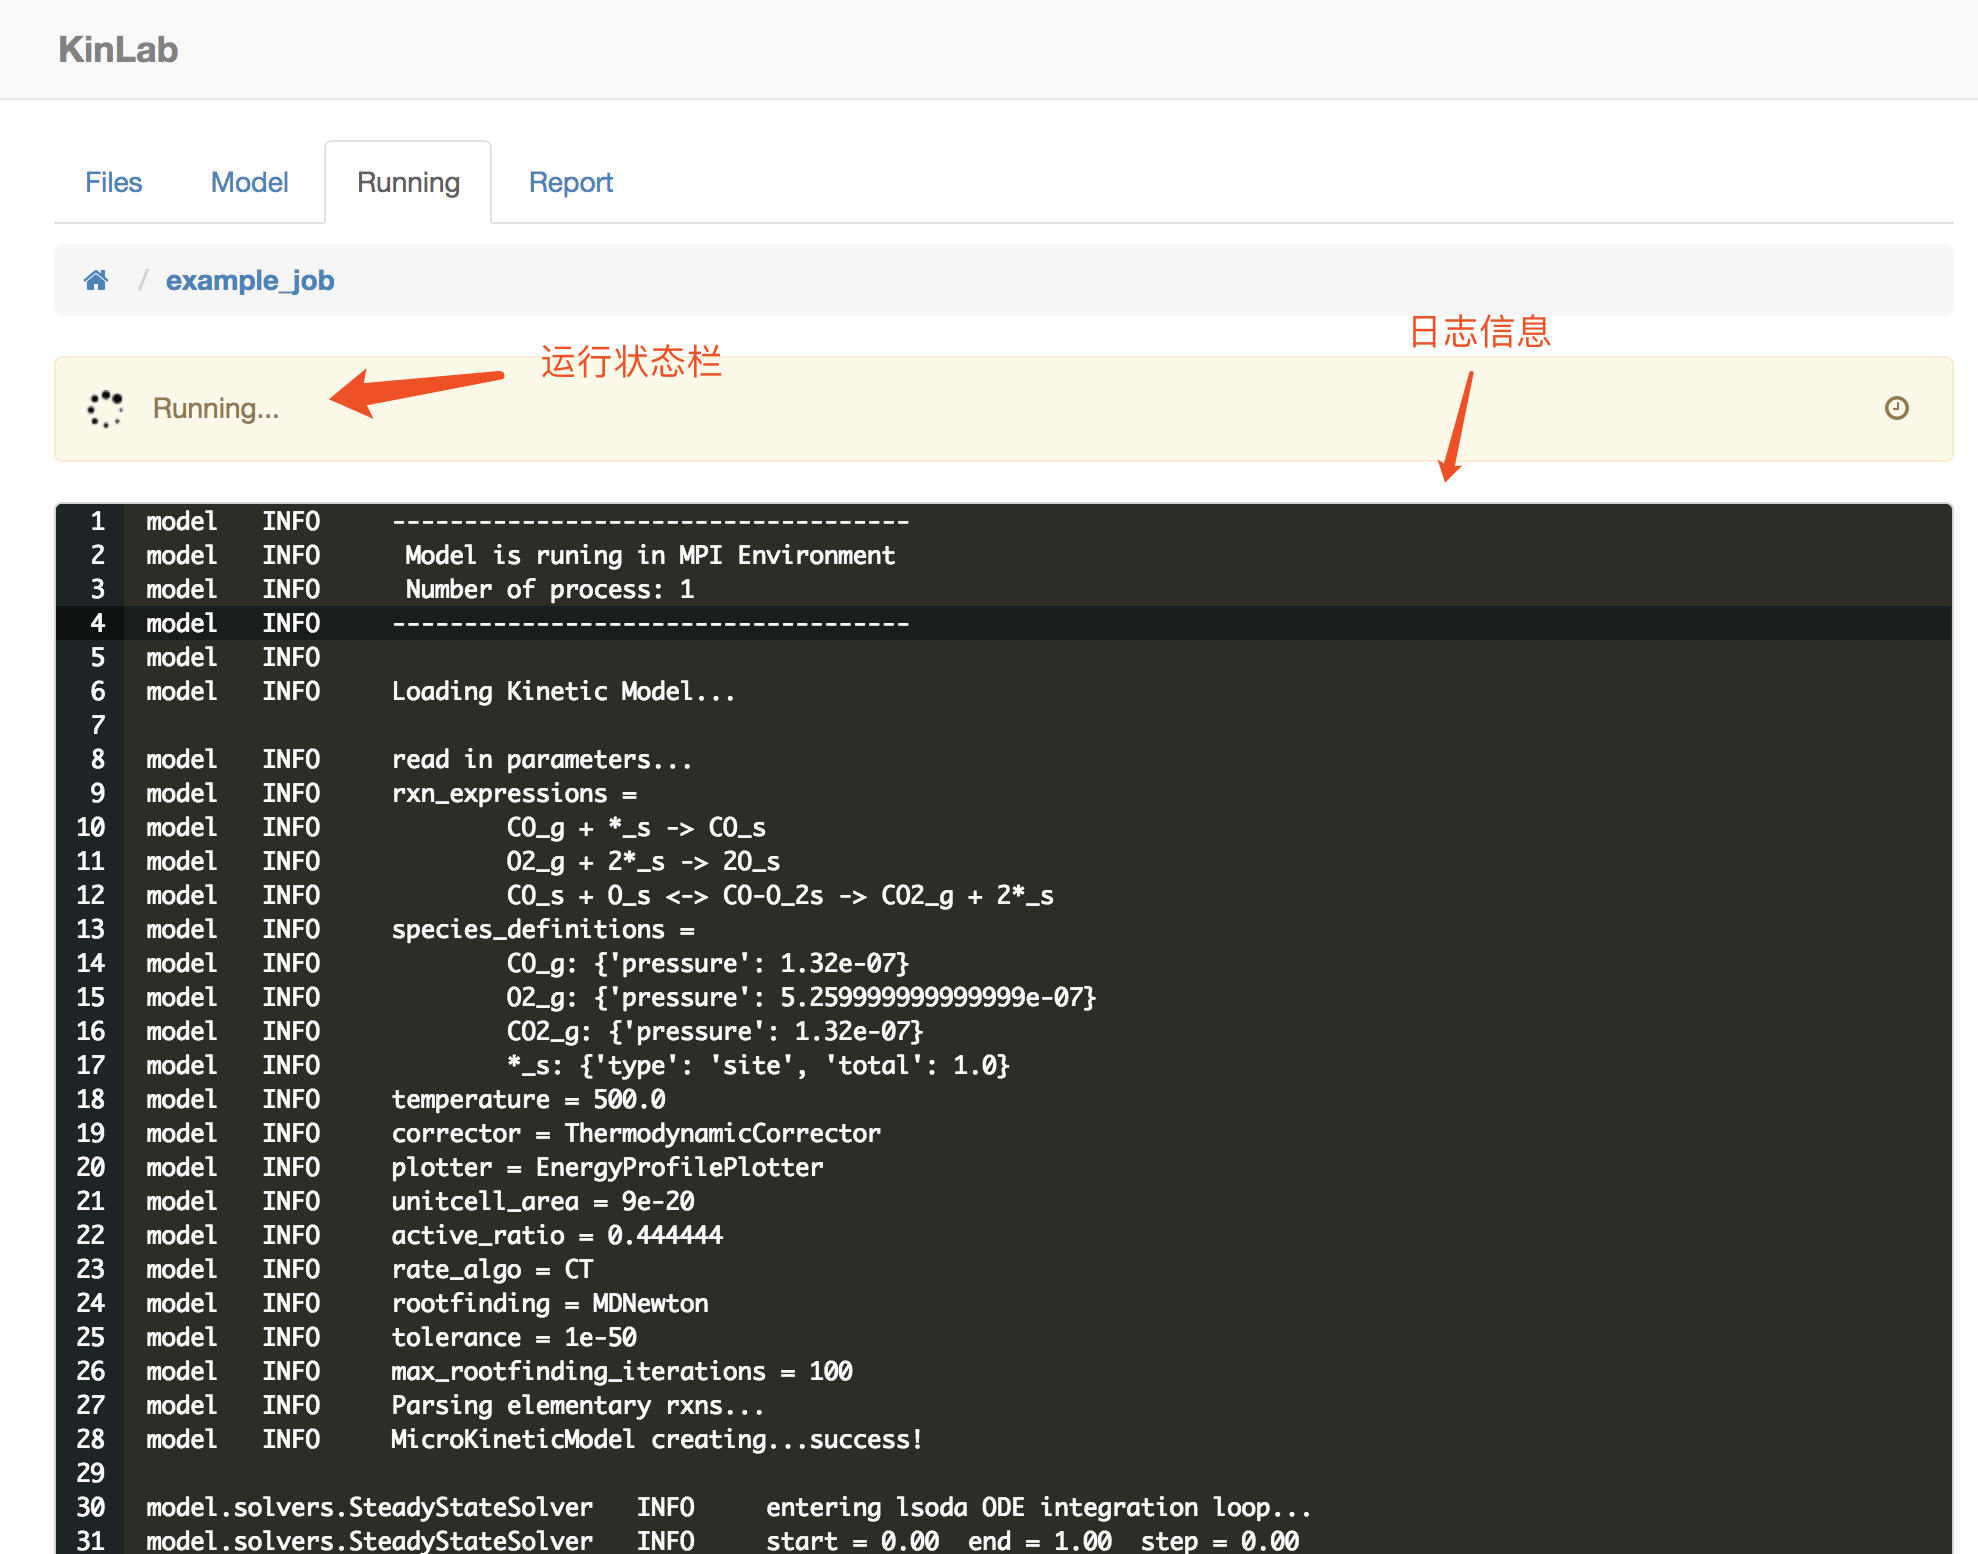 KinLab
Files Model Running Report
/ example_job
日志信息
运行状态栏
Running...
1 model INFO ------------------------------------
2 model INFO Model is runing in MPI Environment
3 model INFO Number of process: 1
4 model INFO ------------------------------------
5 model INFO
6 model INFO Loading Kinetic Model...
7
8 model INFO read in parameters...
9 model INFO rxn_expressions =
10 model INFO CO_g + *_s -> CO_s
11 model INFO O2_g + 2*_s -> 2O_s
12 model INFO CO_s + O_s <-> CO-O_2s -> CO2_g + 2*_s
13 model INFO species_definitions =
14 model INFO CO_g: {'pressure': 1.32e-07}
15 model INFO O2_g: {'pressure': 5.259999999999999e-07}
16 model INFO CO2_g: {'pressure': 1.32e-07}
17 model INFO *_s: {'type': 'site', 'total': 1.0}
18 model INFO temperature = 500.0
19 model INFO corrector = ThermodynamicCorrector
20 model INFO plotter = EnergyProfilePlotter
21 model INFO unitcell_area = 9e-20
22 model INFO active_ratio = 0.444444
23 model INFO rate_algo = CT
24 model INFO rootfinding = MDNewton
25 model INFO tolerance = 1e-50
26 model INFO max_rootfinding_iterations = 100
27 model INFO Parsing elementary rxns...
28 model INFO MicroKineticModel creating...success!
29
30 model.solvers.SteadyStateSolver INFO entering lsoda ODE integration loop...
31 model.solvers.SteadyStateSolver INFO start = 0.00 end = 1.00 step = 0.00